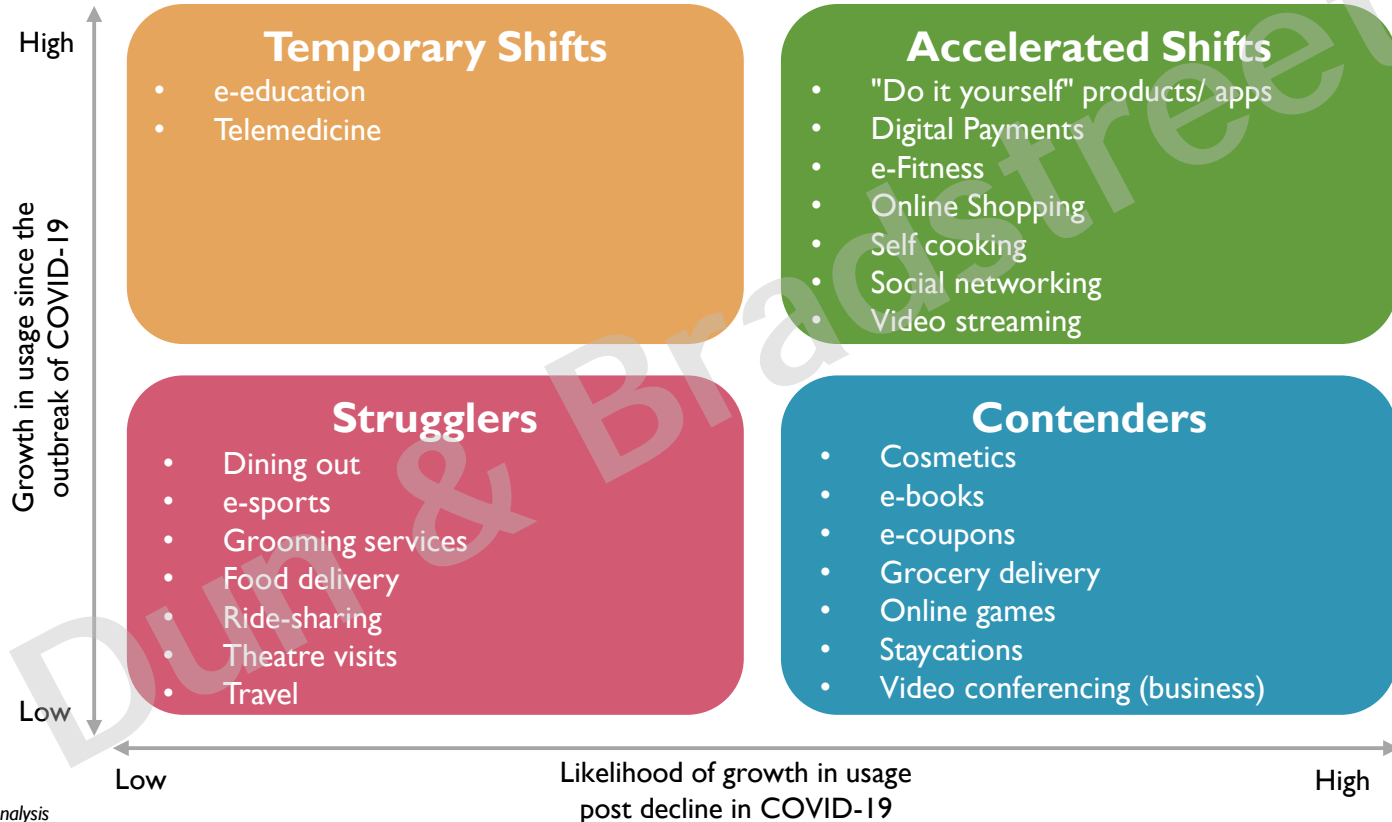 High
Growth in usage since the
outbreak of COVID-19
Low
Temporary Shifts
• e-education
• Telemedicine
Accelerated Shifts
• "Do it yourself" products/ apps
• Digital Payments
• e-Fitness
• Online Shopping
• Self cooking
• Social networking
• Video streaming
Strugglers
• Dining out
• e-sports
• Grooming services
• Food delivery
• Ride-sharing
• Theatre visits
• Travel
Contenders
• Cosmetics
• e-books
• e-coupons
• Grocery delivery
• Online games
• Staycations
• Video conferencing (business)
Low
Likelihood of growth in usage
post decline in COVID-19
High
nalysis
Dun & Bradstreet